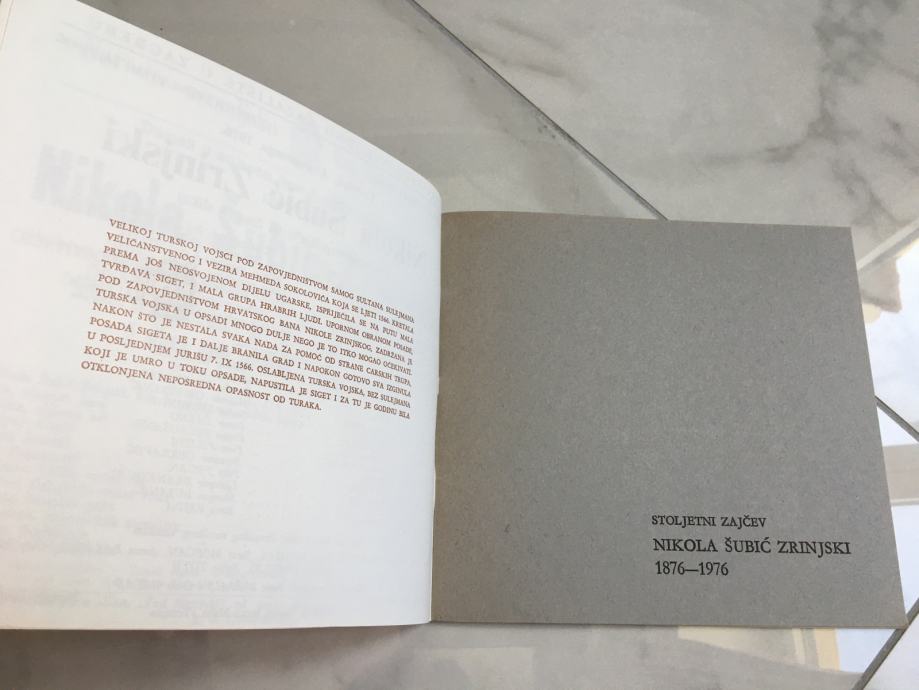 VELIKOJ TURSKOJ VOJSCI POD ZAPOVJEDNIŠTVOM SAMOG SULTANA SULEJMANA
VELIČANSTVENOG I VEZIRA MEHMEDA SOKOLOVIĆA KOJA SE LJETI 1566. KRETALA
PREMA JOŠ NEOSVOJENOM DIJELU UGARSKE, ISPRIJEČILA SE NA PUTU MALA
TVRĐAVA SIGET, I MALA GRUPA HRABRIH LJUDI. UPORNOM OBRANOM POSADE,
POD ZAPOVJEDNIŠTVOM HRVATSKOG BANA NIKOLE ZRINJSKOG, ZADRŽANA JE
TURSKA VOJSKA U OPSADI MNOGO DULJE NEGO JE TO ITKO MOGAO OČEKIVATI.
NAKON ŠTO JE NESTALA SVAKA NADA ZA POMOĆ OD STRANE CARSKIH TRUPA,
POSADA SIGETA JE I DALJE BRANILA GRAD I NAPOKON GOTOVO SVA IZGINULA
U POSLJEDNJEM JURIŠU 7. IX 1566. OSLABLJENA TURSKA VOJSKA, BEZ SULEJMANA
KOJI JE UMRO U TOKU OPSADE, NAPUSTILA JE SIGET I ZA TU JE GODINU BILA
OTKLONJENA NEPOSREDNA OPASNOST OD TURAKA.
STOLJETNI ZAJČEV
NIKOLA ŠUBIĆ ZRINJSKI
1876—1976